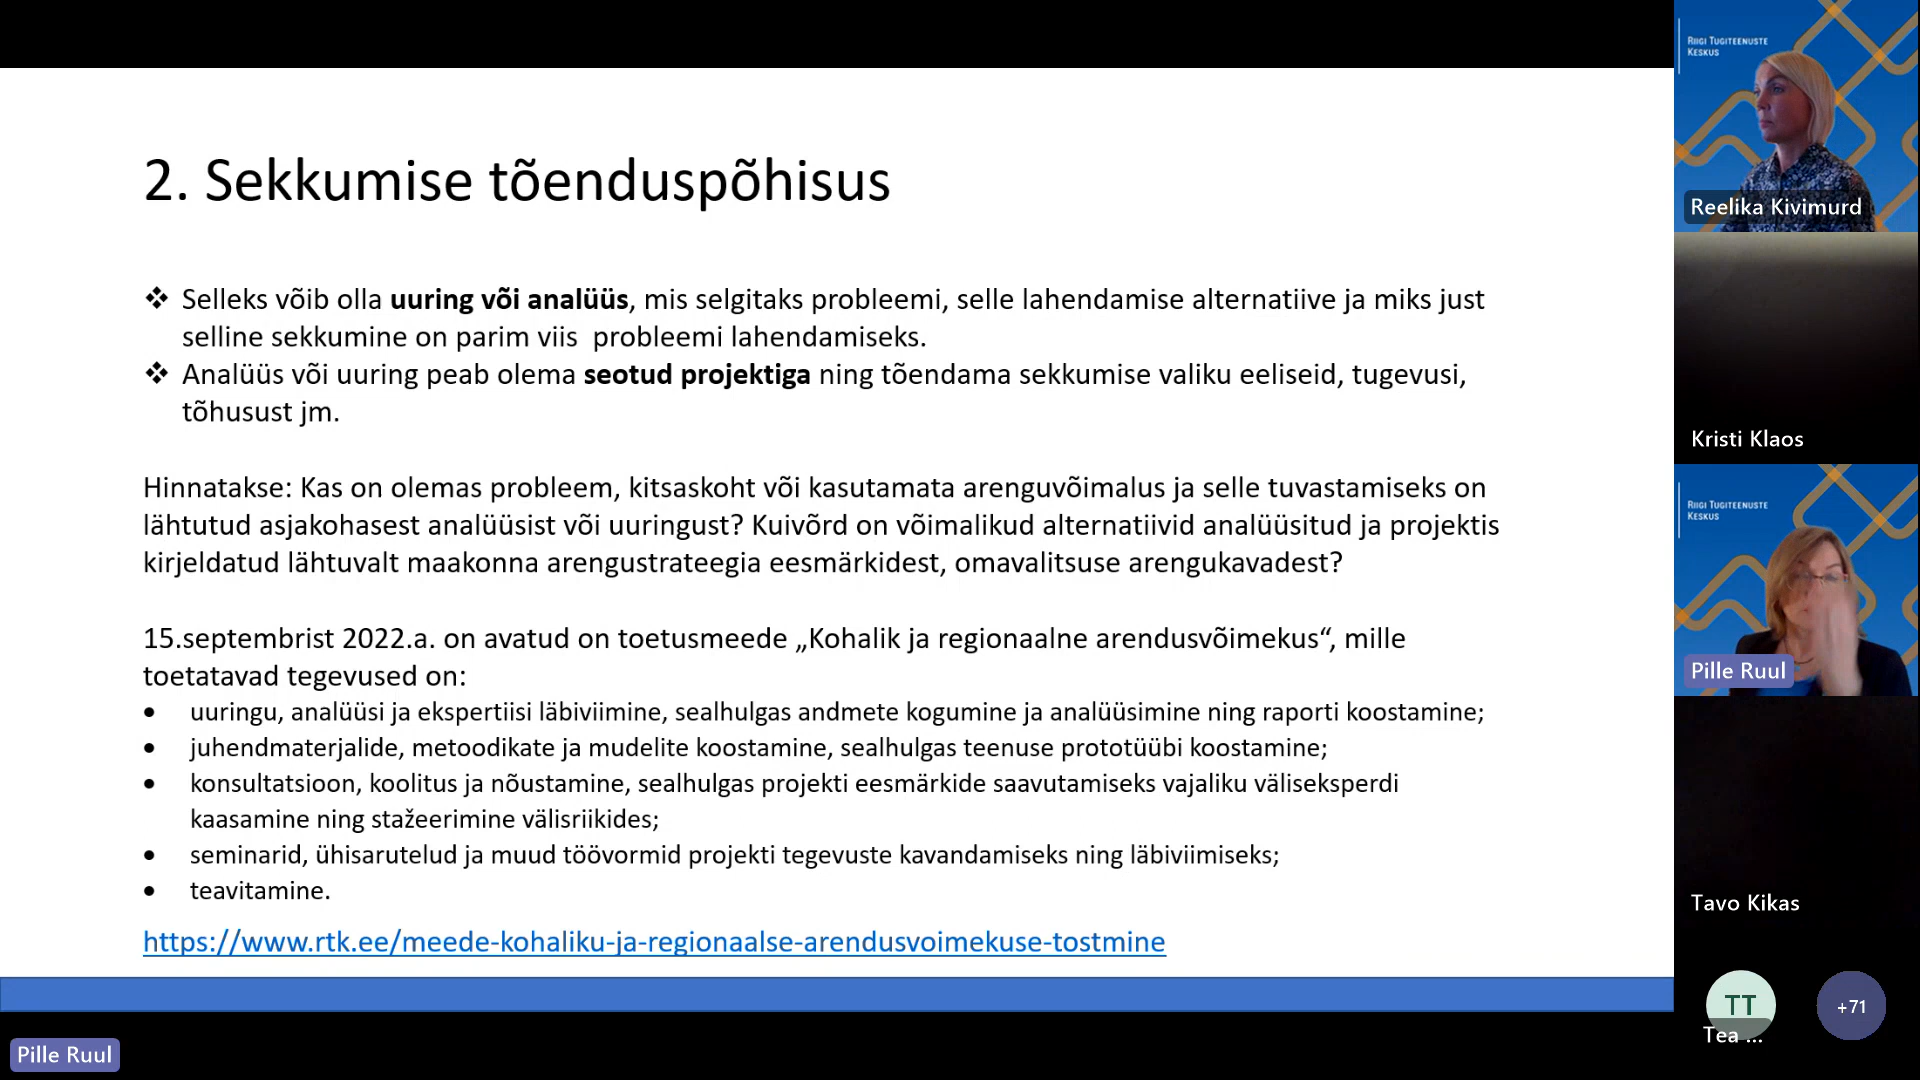 2. Sekkumise tõenduspõhisus
❖ Selleks võib olla uuring või analüüs, mis selgitaks probleemi, selle lahendamise alternatiive ja miks just
selline sekkumine on parim viis probleemi lahendamiseks.
❖ Analüüs või uuring peab olema seotud projektiga ning tõendama sekkumise valiku eeliseid, tugevusi,
tõhusust jm.
Hinnatakse: Kas on olemas probleem, kitsaskoht või kasutamata arenguvõimalus ja selle tuvastamiseks on
lähtutud asjakohasest analüüsist või uuringust? Kuivõrd on võimalikud alternatiivid analüüsitud ja projektis
kirjeldatud lähtuvalt maakonna arengustrateegia eesmärkidest, omavalitsuse arengukavadest?
15.septembrist 2022.a. on avatud on toetusmeede „Kohalik ja regionaalne arendusvõimekus“, mille
toetatavad tegevused on:
• uuringu, analüüsi ja ekspertiisi läbiviimine, sealhulgas andmete kogumine ja analüüsimine ning raporti koostamine;
• juhendmaterjalide, metoodikate ja mudelite koostamine, sealhulgas teenuse prototüübi koostamine;
• konsultatsioon, koolitus ja nõustamine, sealhulgas projekti eesmärkide saavutamiseks vajaliku väliseksperdi
kaasamine ning stažeerimine välisriikides;
• seminarid, ühisarutelud ja muud töövormid projekti tegevuste kavandamiseks ning läbiviimiseks;
• teavitamine.
https://www.rtk.ee/meede-kohaliku-ja-regionaalse-arendusvoimekuse-tostmine
Pille Ruul
RIIGI TUGITEENUSTE
KESKUS
Reelika Kivimurd
Kristi Klaos
RIIGI TUGITEENUSTE
KESKUS
Pille Ruul
Tavo Kikas
TT
Tea ...
+71